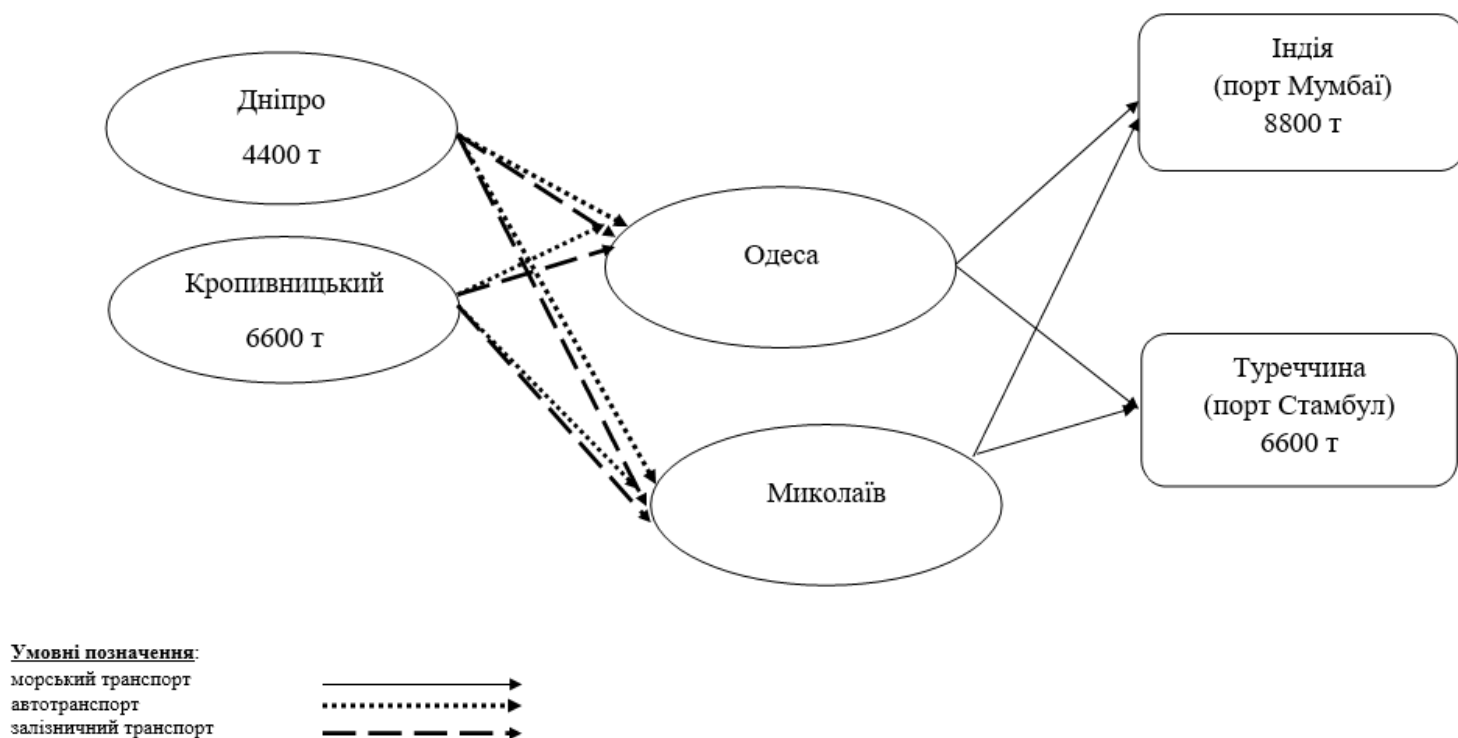 Дніпро
4400 т
Кропивницький
6600 т
Одеса
Миколаїв
Індія
(порт Мумбаї)
8800 т
Туреччина
(порт Стамбул)
6600 т
Умовні позначення:
морський транспорт
автотранспорт
залізничний транспорт